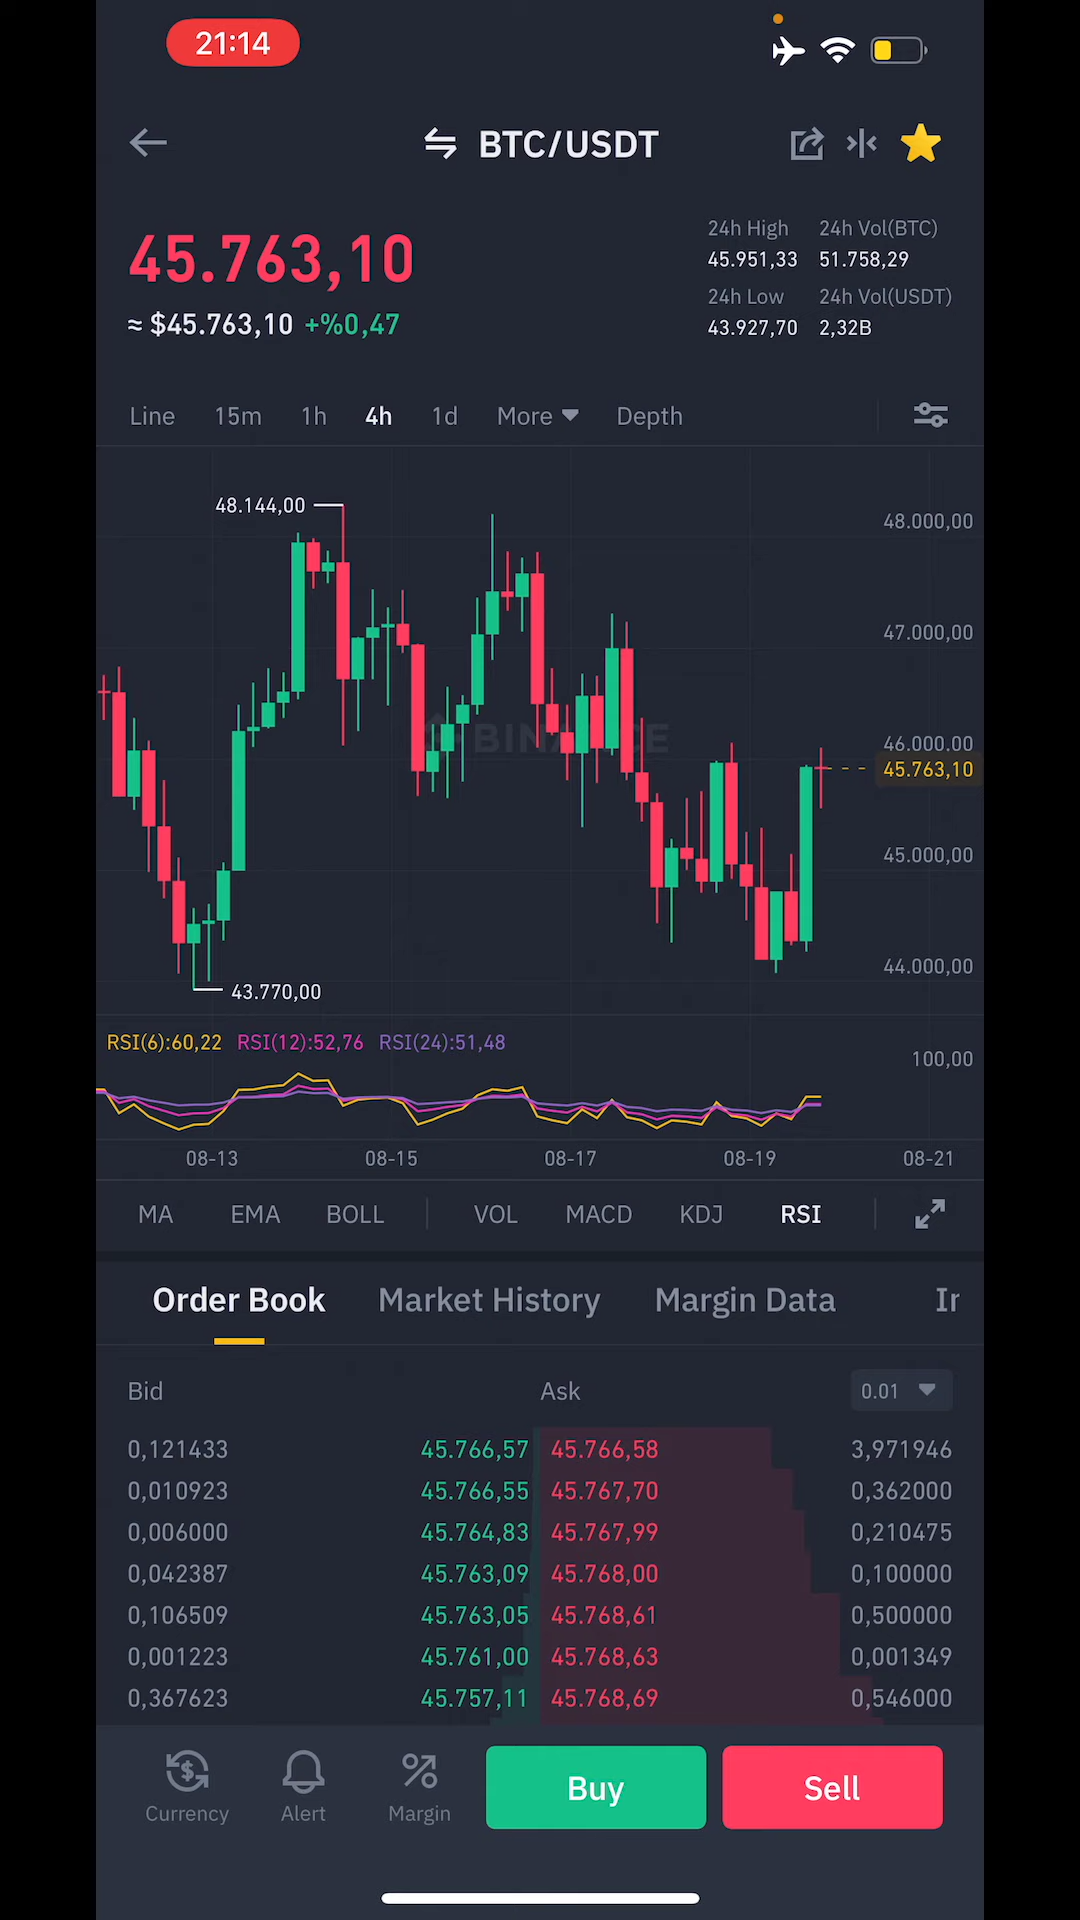 21:14
BTC/USDT
45.763,10
≈ $45.763,10 +%0,47
24h High 24h Vol(BTC)
45.951,33 51.758,29
24h Low 24h Vol(USDT)
43.927,70 2,32B
Line 15m 1h 4h 1d More Depth
48.144,00
48.000,00
47.000,00
BINANCE
46.000.00
45.763,10
45.000,00
44.000,00
43.770,00
RSI(6):60,22 RSI(12):52,76 RSI(24):51,48
100,00
08-13 08-15 08-17 08-19 08-21
MA EMA BOLL VOL MACD KDJ RSI
Order Book Market History Margin Data
Bid Ask 0.01
0,121433 45.766,57 45.766,58 3,971946
0,010923 45.766,55 45.767,70 0,362000
0,006000 45.764,83 45.767,99 0,210475
0,042387 45.763,09 45.768,00 0,100000
0,106509 45.763,05 45.768,61 0,500000
0,001223 45.761,00 45.768,63 0,001349
0,367623 45.757,11 45.768,69 0,546000
Currency Alert Margin Buy Sell